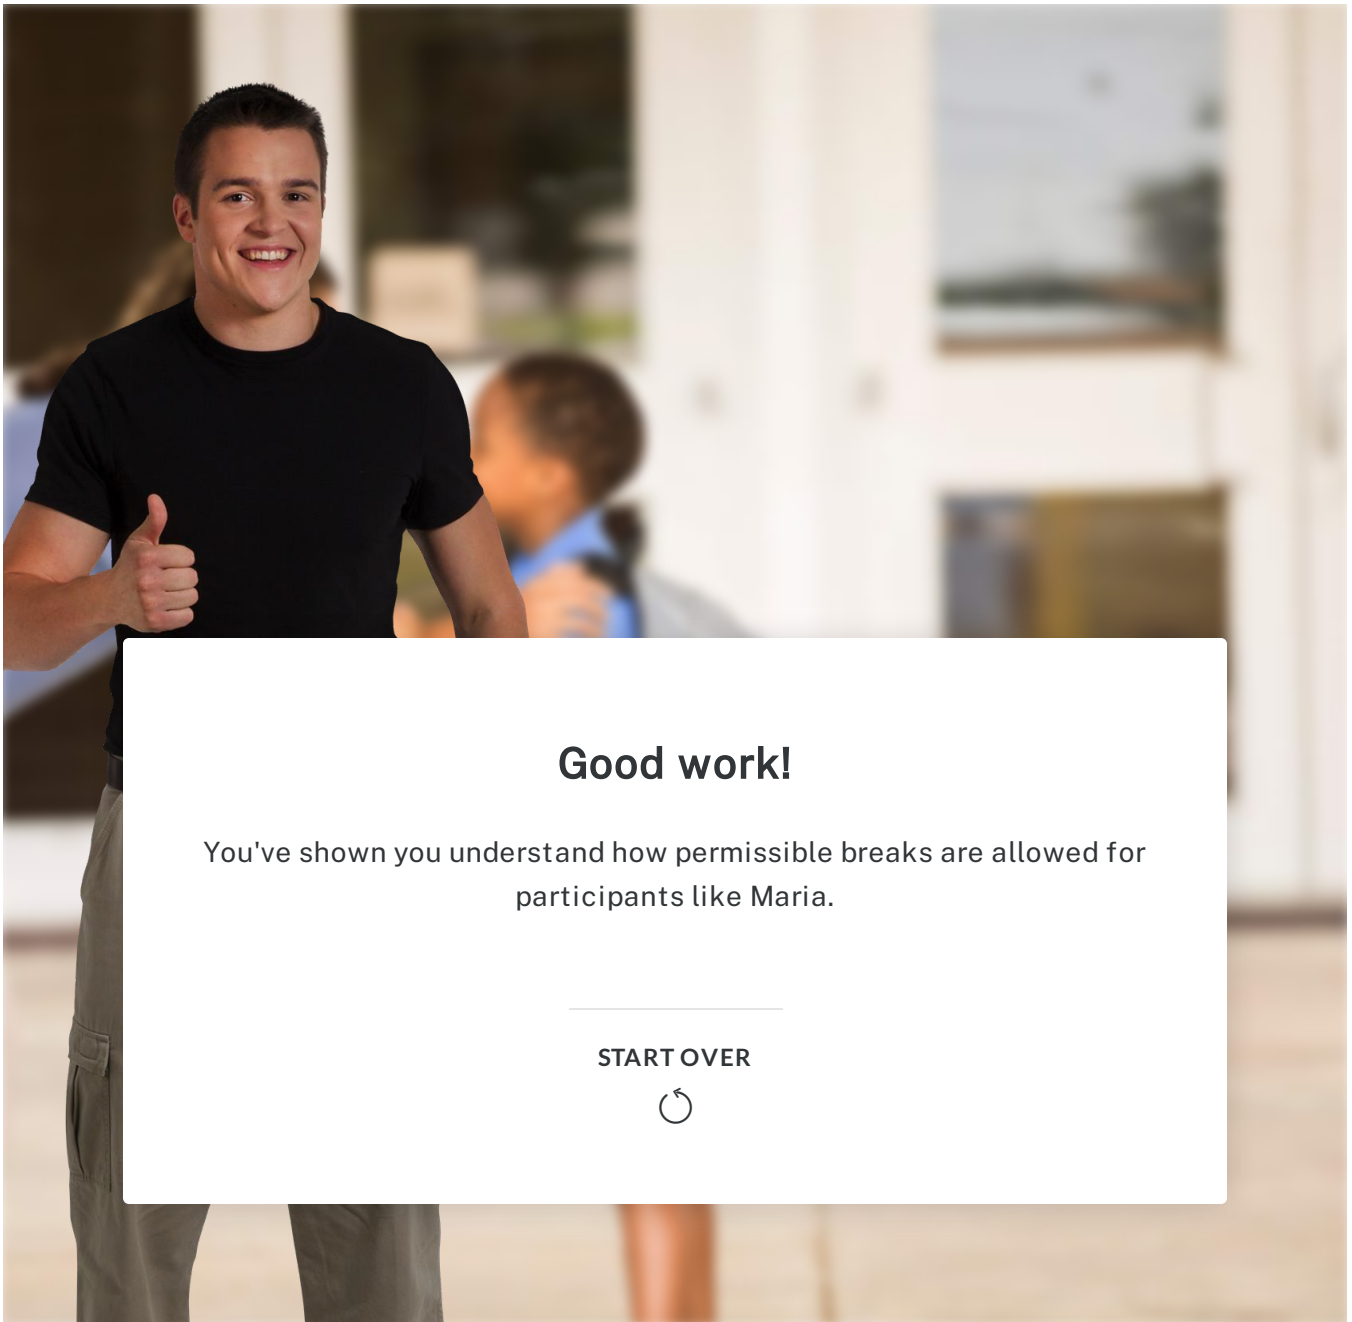 Good work!
You've shown you understand how permissible breaks are allowed for
participants like Maria.
START OVER